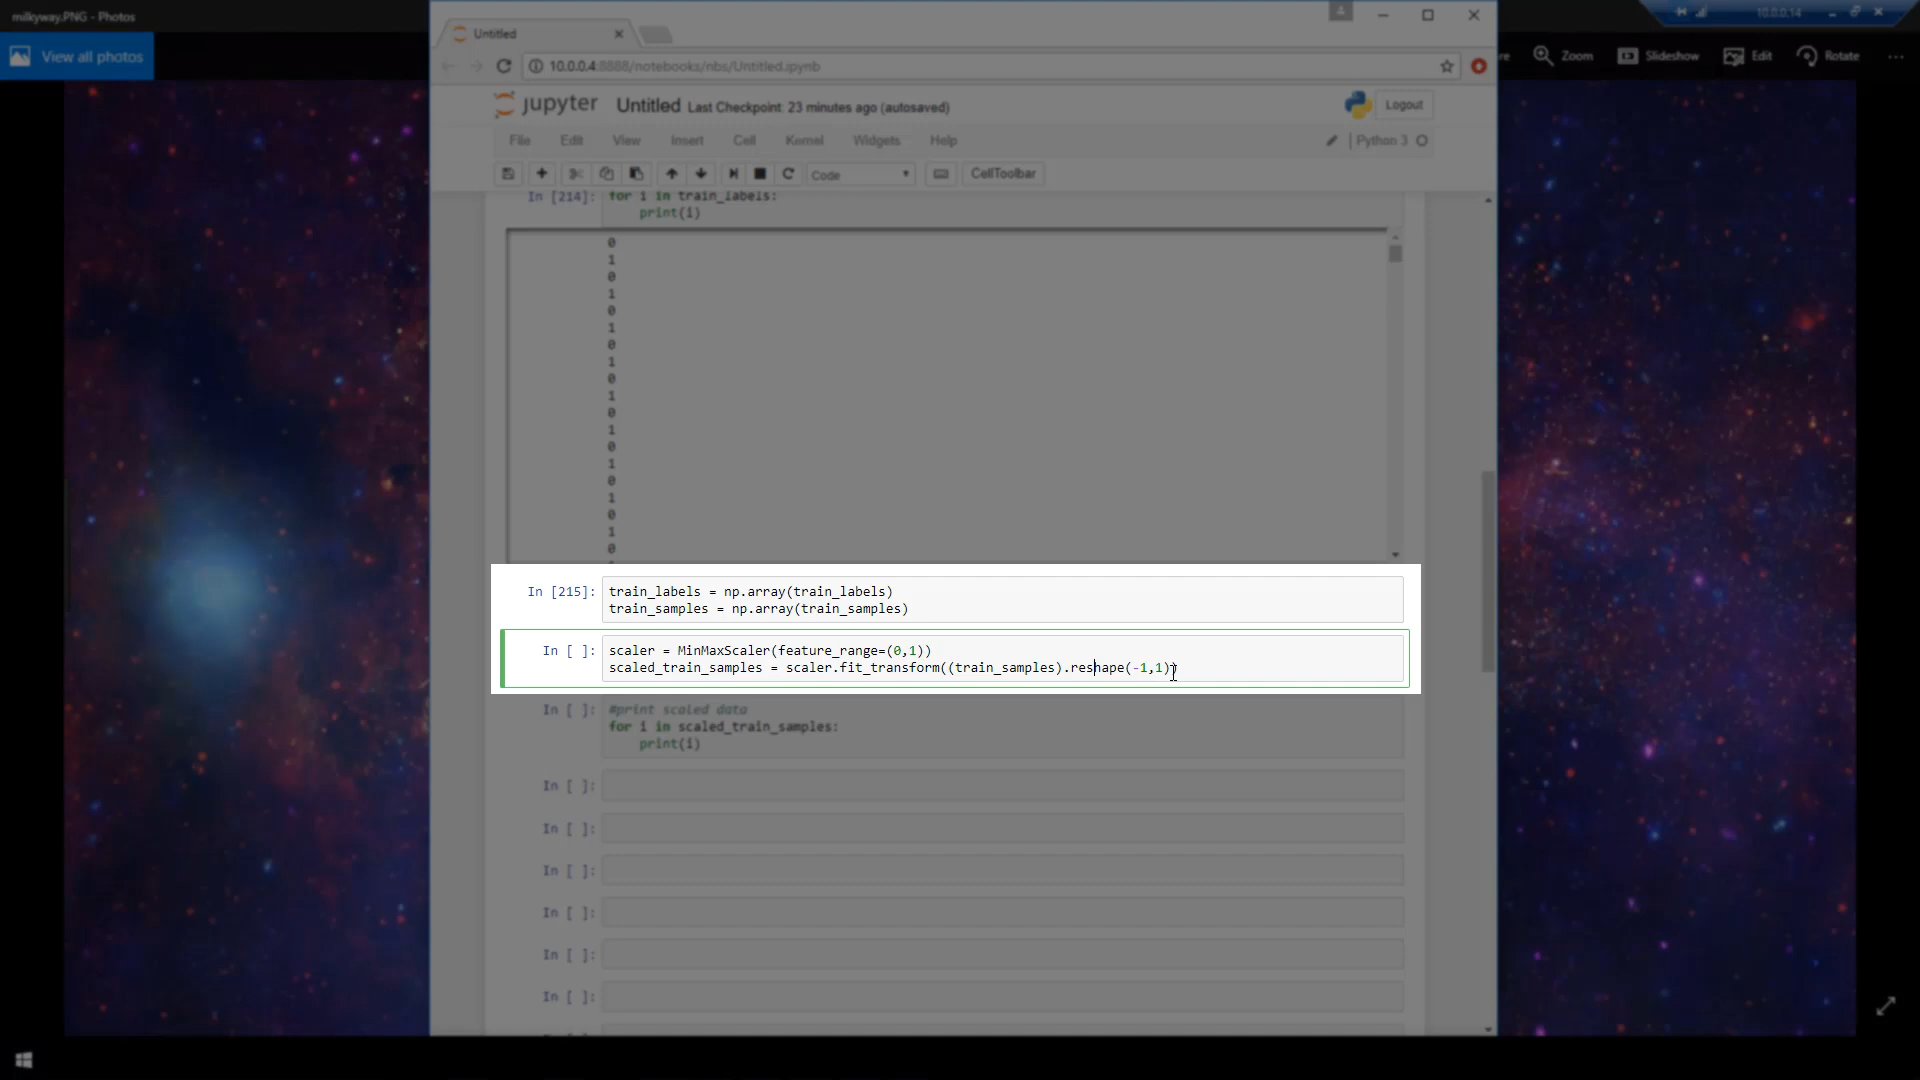 milkyway.PNG - Photos
View all photos
Untitled
10.0.0.4:8888/notebooks/nbs/Untitled.ipynb
10.0.0.14
re Zoom Slideshow Edit Rotate
jupyter Untitled Last Checkpoint: 23 minutes ago (autosaved) Logout
File Edit View Insert Cell Kernel Widgets Help Python 3
Code CellToolbar
In [214]: for i in train_labels:
print(i)
0
1
0
1
0
1
0
1
0
1
0
1
0
1
0
1
0
1
0
In [215]: train_labels = np.array(train_labels)
train_samples = np.array(train_samples)
In [ ]: scaler = MinMaxScaler(feature_range=(0,1))
scaled_train_samples = scaler.fit_transform((train_samples).reshape(-1,1))
In [ ]: #print scaled data
for i in scaled_train_samples:
print(i)
In [ ]:
In [ ]:
In [ ]:
In [ ]:
In [ ]:
In [ ]: